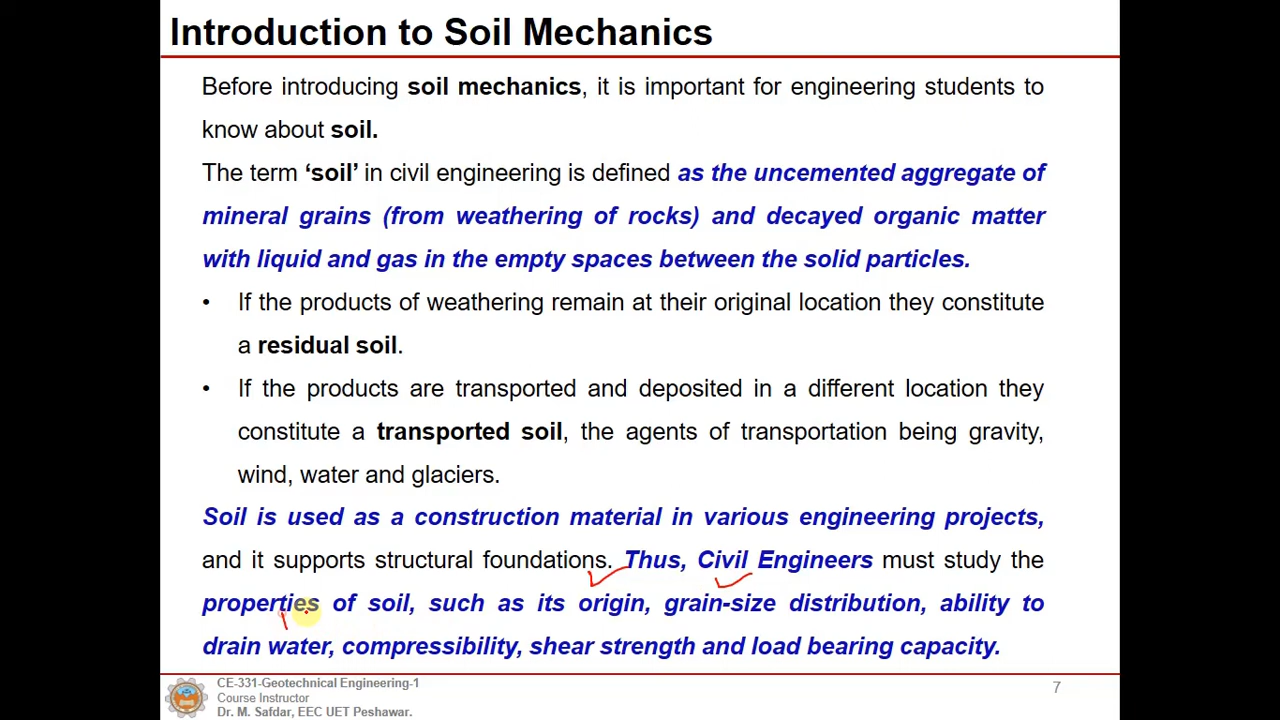 Introduction to Soil Mechanics
Before introducing soil mechanics, it is important for engineering students to
know about soil.
The term ‘soil’ in civil engineering is defined as the uncemented aggregate of
mineral grains (from weathering of rocks) and decayed organic matter
with liquid and gas in the empty spaces between the solid particles.
• If the products of weathering remain at their original location they constitute
a residual soil.
• If the products are transported and deposited in a different location they
constitute a transported soil, the agents of transportation being gravity,
wind, water and glaciers.
Soil is used as a construction material in various engineering projects,
and it supports structural foundations. Thus, Civil Engineers must study the
properties of soil, such as its origin, grain-size distribution, ability to
drain water, compressibility, shear strength and load bearing capacity.
CE-331-Geotechnical Engineering-1
Course Instructor
Dr. M. Safdar, EEC UET Peshawar.
7